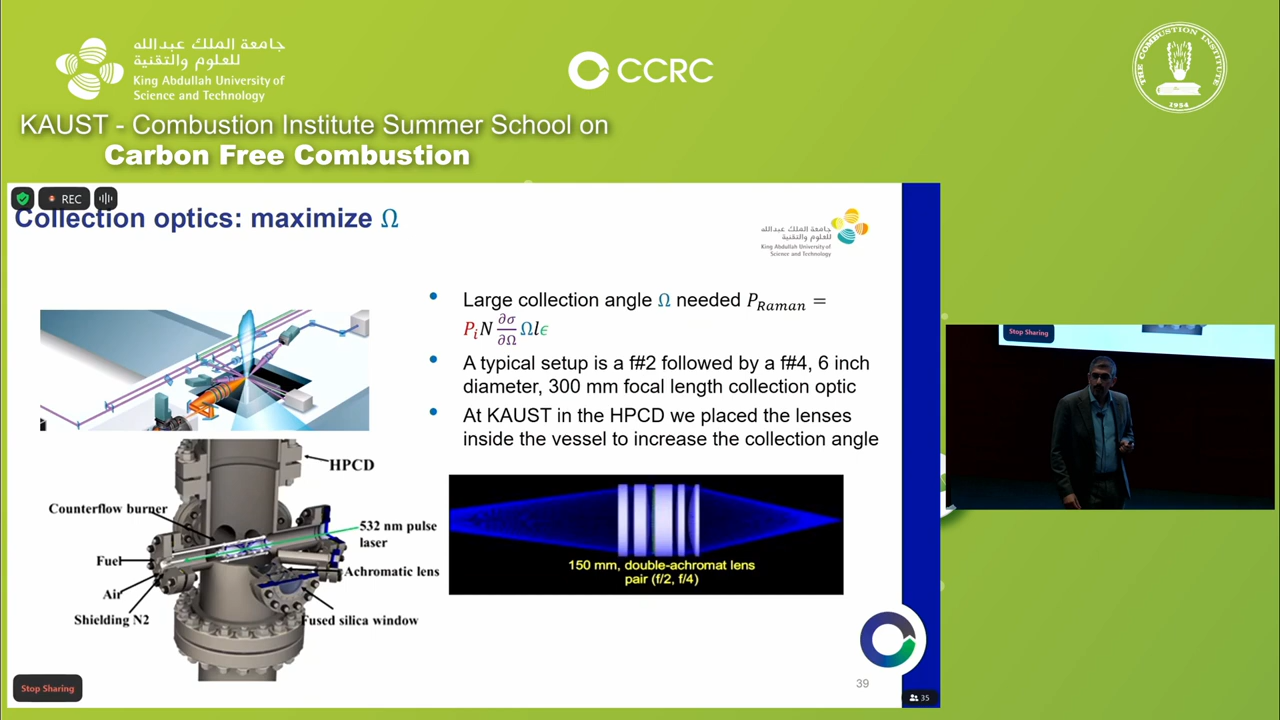 جامعة الملك عبدالله
للعلوم والتقنية
King Abdullah University of
Science and Technology
CCRC
THE COMBUSTION INSTITUTE
1954
KAUST - Combustion Institute Summer School on
Carbon Free Combustion
REC
Collection optics: maximize Ω
جامعة الملك عبدالله
للعلوم والتقنية
King Abdullah University of
Science and Technology
• Large collection angle Ω needed P_Raman =
P_i N ∂σ/∂Ω Ωlϵ
• A typical setup is a f#2 followed by a f#4, 6 inch
diameter, 300 mm focal length collection optic
• At KAUST in the HPCD we placed the lenses
inside the vessel to increase the collection angle
HPCD
Counterflow burner
532 nm pulse
laser
Fuel
Achromatic lens
Air
Shielding N2
Fused silica window
150 mm, double-achromat lens
pair (f/2, f/4)
Stop Sharing
39
35
Stop Sharing